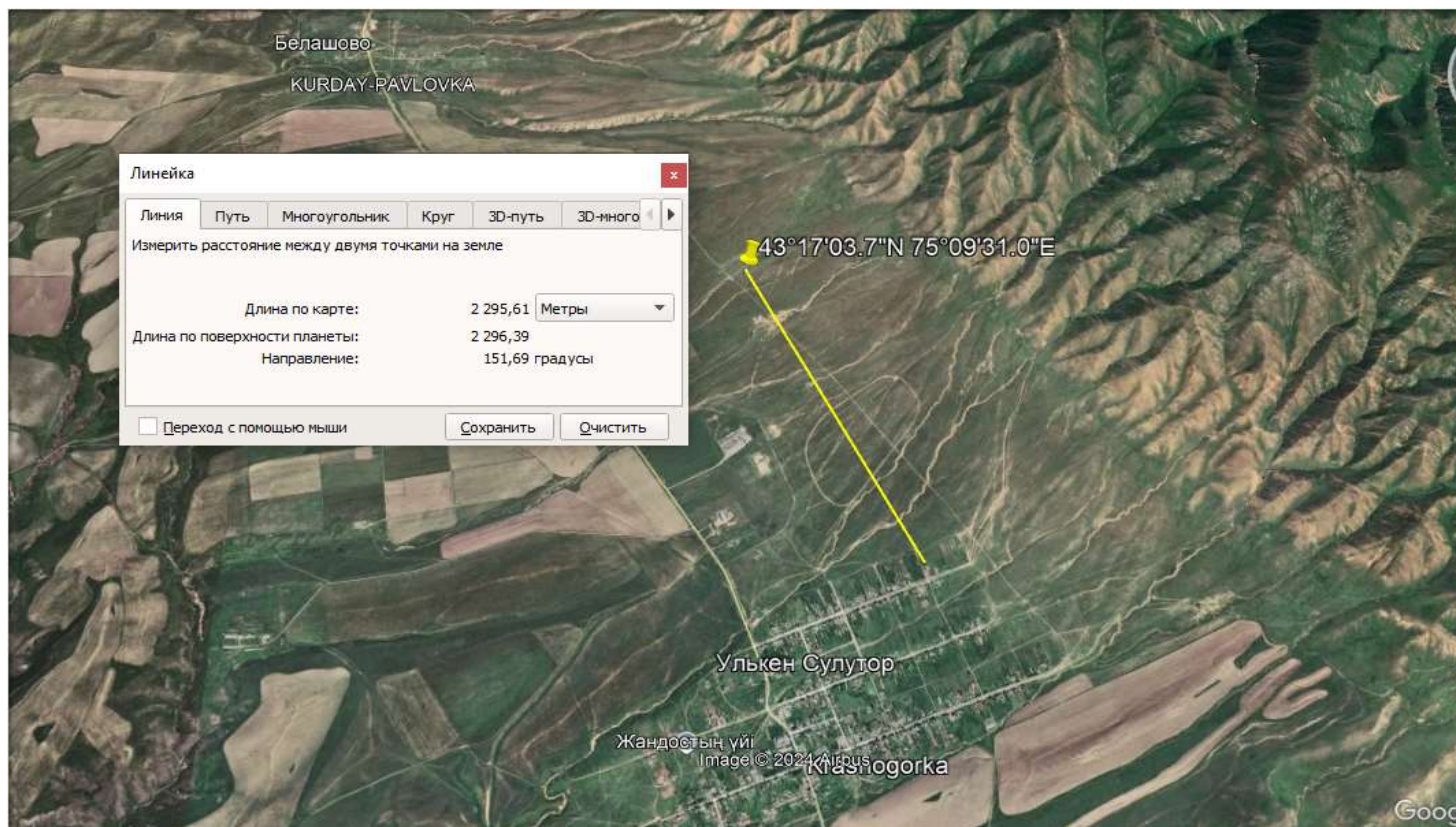 Белашово
KURDAY-PAVLOVKA
Линейка
x
Линия Путь Многоугольник Круг 3D-путь 3D-много
Измерить расстояние между двумя точками на земле
Длина по карте: 2 295,61 Метры
Длина по поверхности планеты: 2 296,39
Направление: 151,69 градусы
Переход с помощью мыши Сохранить Очистить
43°17'03.7"N 75°09'31.0"E
Улькен Сулутор
Жандостың үйі
Image © 2024 Airbus
Krasnogorka
Goog